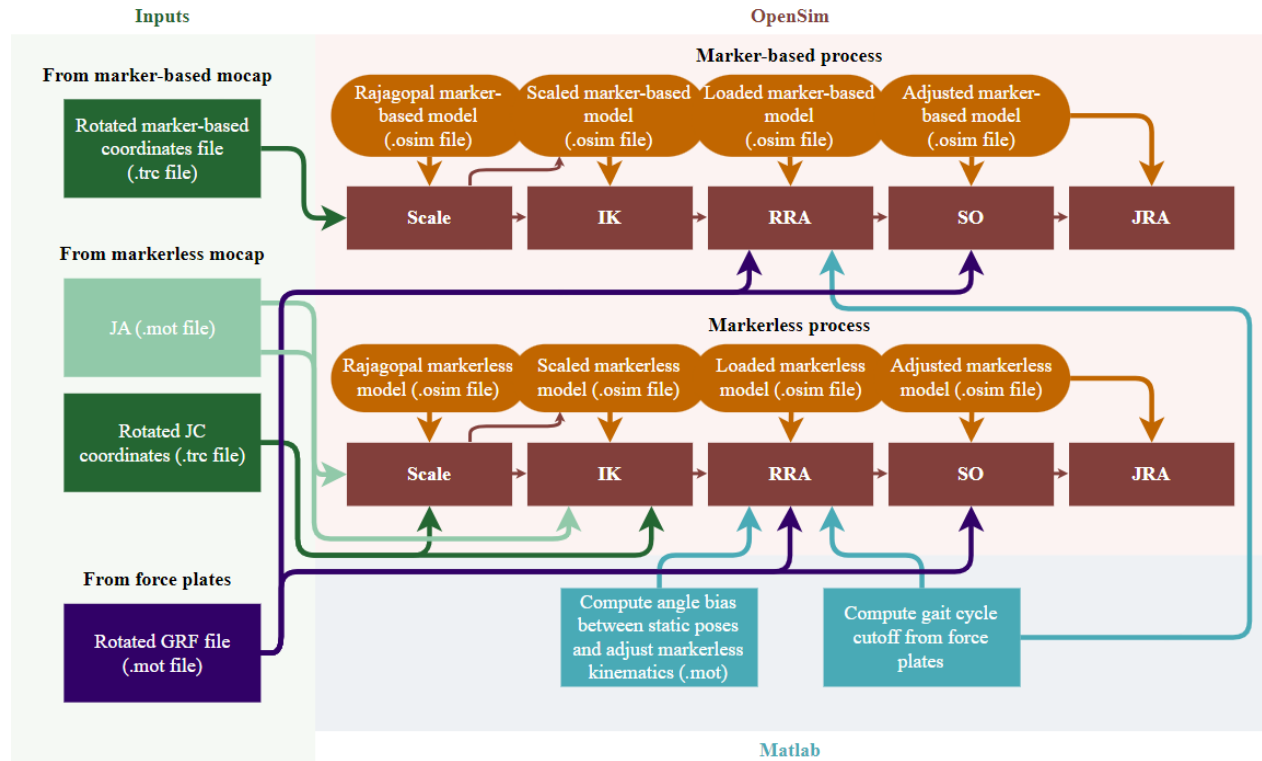 Inputs
OpenSim
From marker-based mocap
Rotated marker-based
coordinates file
(.trc file)
From markerless mocap
JA (.mot file)
Rotated JC
coordinates (.trc file)
From force plates
Rotated GRF file
(.mot file)
Marker-based process
Rajagopal marker-
based model
(.osim file)
Scaled marker-based
model
(.osim file)
Loaded marker-based
model
(.osim file)
Adjusted marker-
based model
(.osim file)
Scale
IK
RRA
SO
JRA
Markerless process
Rajagopal markerless
model (.osim file)
Scaled markerless
model (.osim file)
Loaded markerless
model (.osim file)
Adjusted markerless
model (.osim file)
Scale
IK
RRA
SO
JRA
Compute angle bias
between static poses
and adjust markerless
kinematics (.mot)
Compute gait cycle
cutoff from force
plates
Matlab